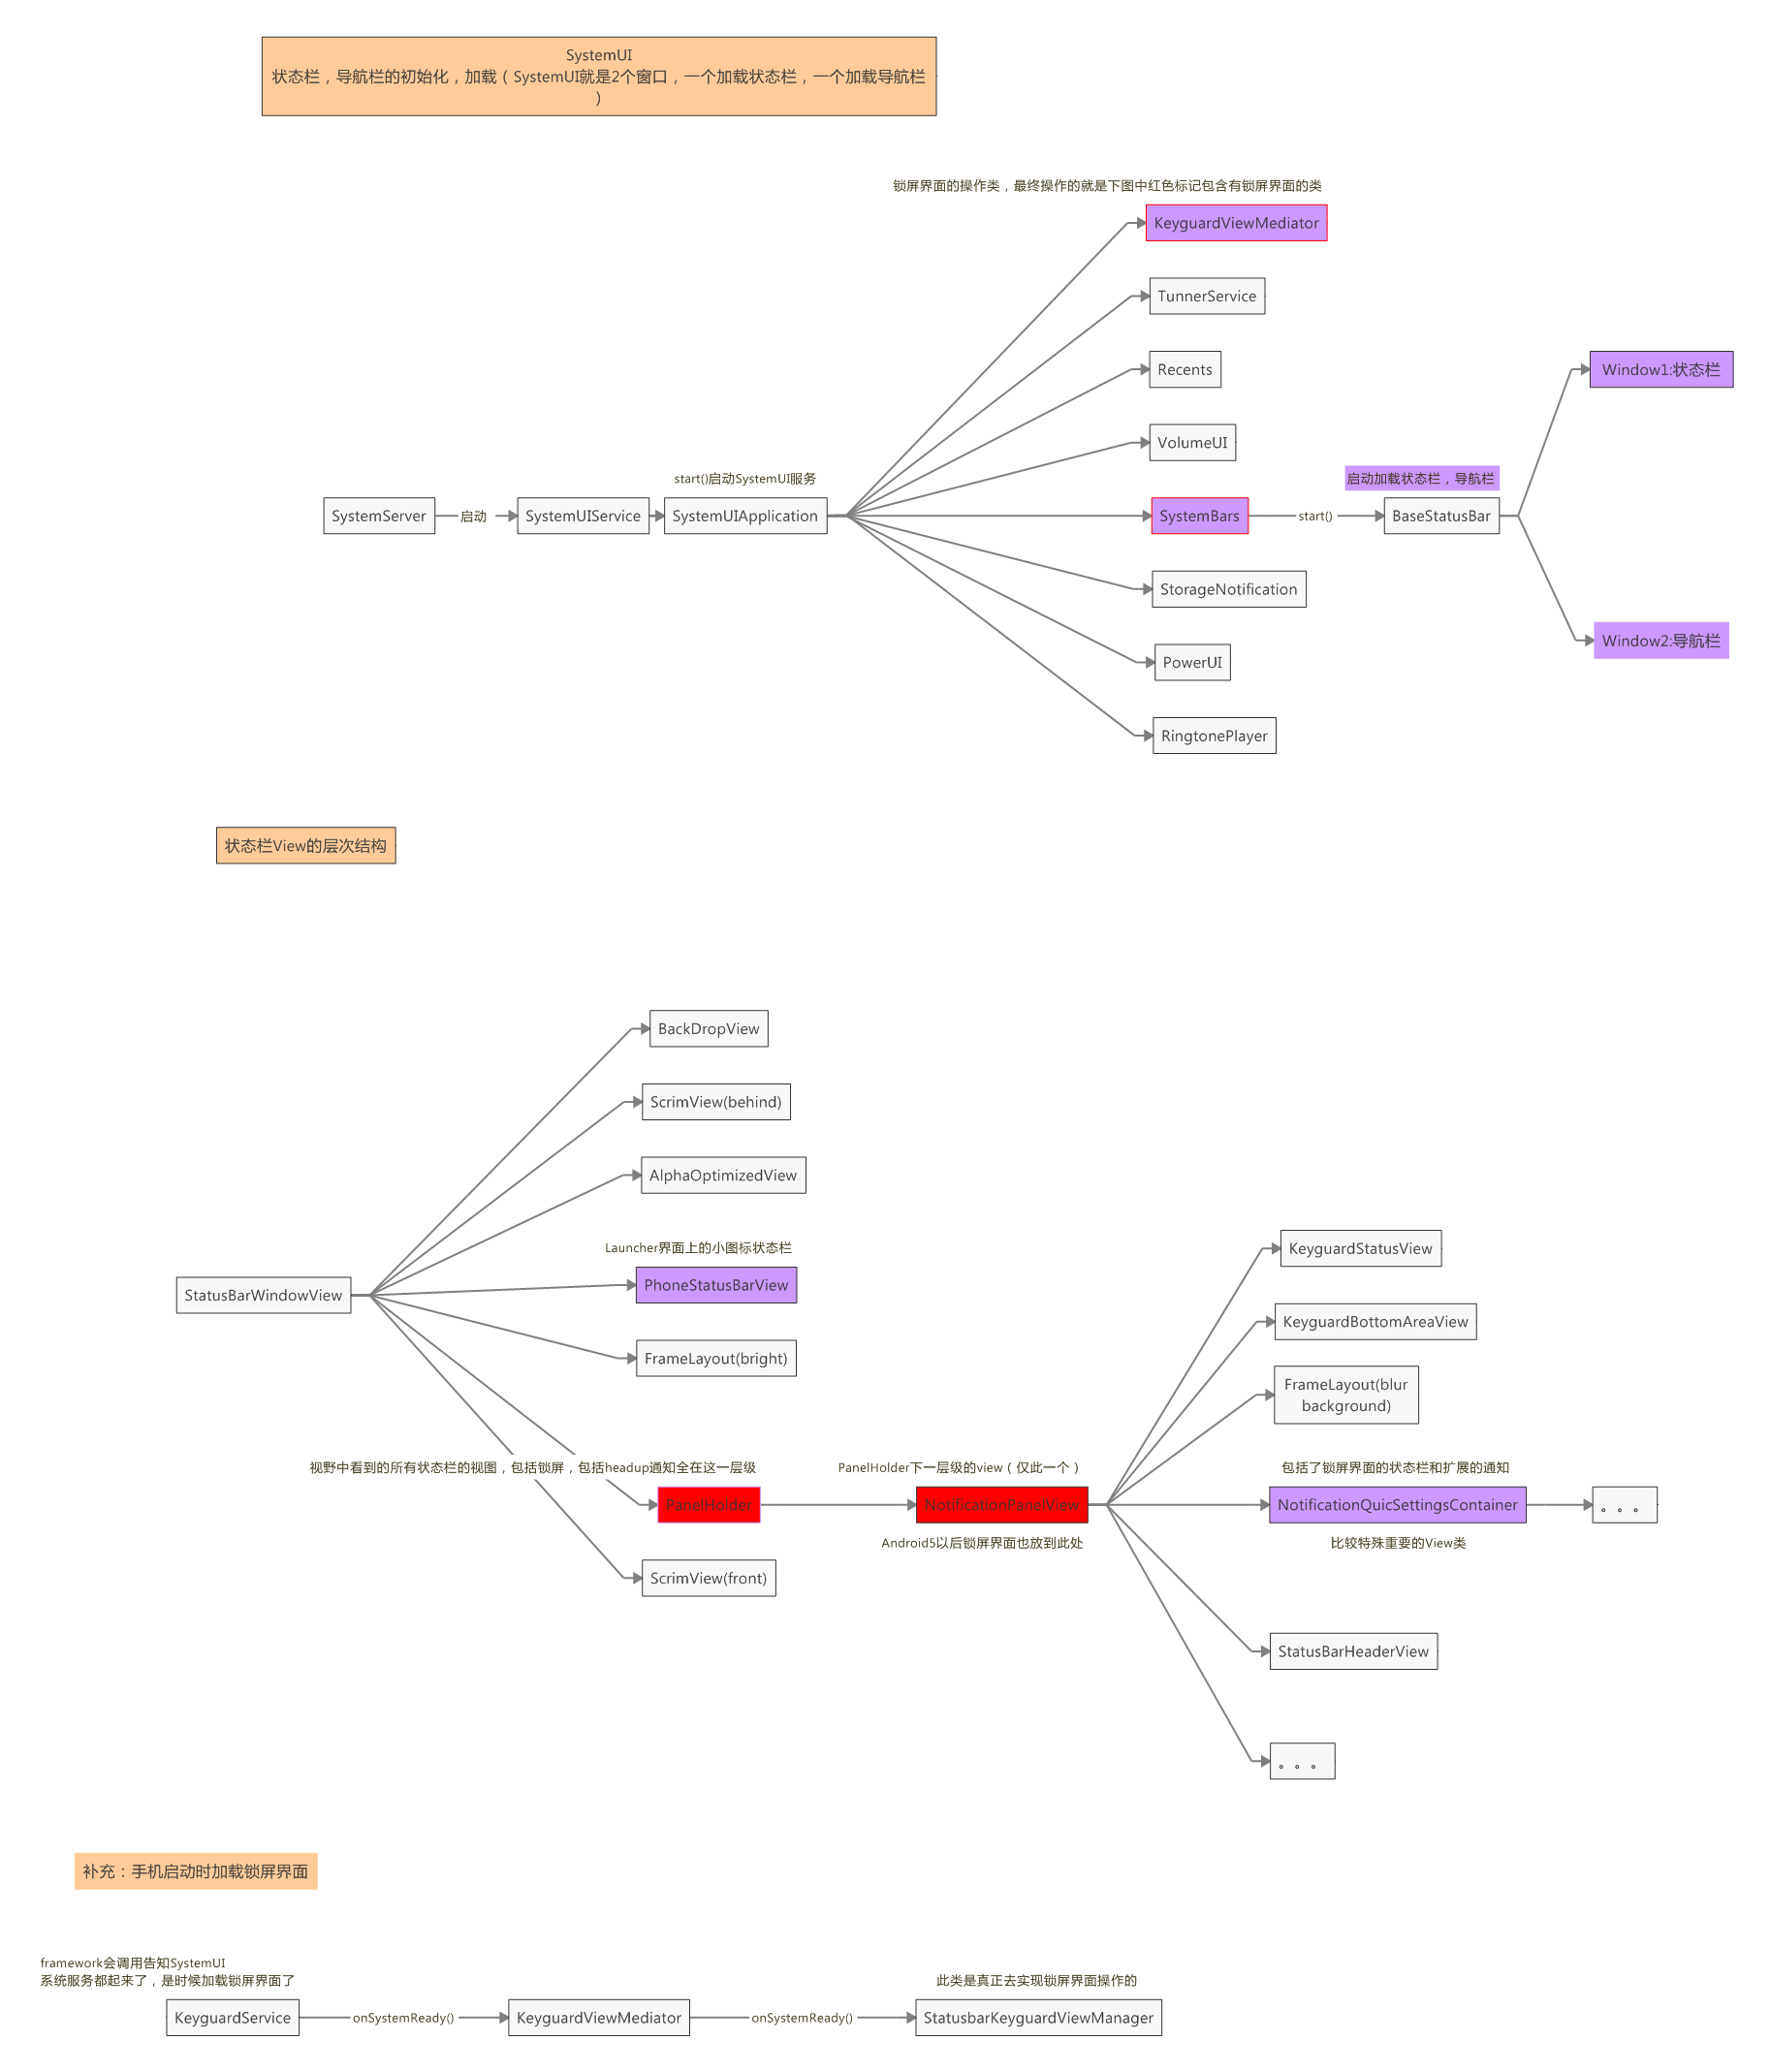 SystemUI
状态栏，导航栏的初始化，加载（SystemUI就是2个窗口，一个加载状态栏，一个加载导航栏
）
锁屏界面的操作类，最终操作的就是下图中红色标记包含有锁屏界面的类
KeyguardViewMediator
TunnerService
Recents
Window1:状态栏
VolumeUI
start()启动SystemUI服务
启动加载状态栏，导航栏
SystemServer
启动
SystemUIService
SystemUIApplication
SystemBars
start()
BaseStatusBar
StorageNotification
Window2:导航栏
PowerUI
RingtonePlayer
状态栏View的层次结构
BackDropView
ScrimView(behind)
AlphaOptimizedView
Launcher界面上的小图标状态栏
KeyguardStatusView
PhoneStatusBarView
StatusBarWindowView
KeyguardBottomAreaView
FrameLayout(bright)
FrameLayout(blur
background)
视野中看到的所有状态栏的视图，包括锁屏，包括headup通知全在这一层级
PanelHolder下一层级的view（仅此一个）
包括了锁屏界面的状态栏和扩展的通知
PanelHolder
NotificationPanelView
NotificationQuicSettingsContainer
。。。
Android5以后锁屏界面也放到此处
比较特殊重要的View类
ScrimView(front)
StatusBarHeaderView
。。。
补充：手机启动时加载锁屏界面
framework会调用告知SystemUI
系统服务都起来了，是时候加载锁屏界面了
此类是真正去实现锁屏界面操作的
KeyguardService
onSystemReady()
KeyguardViewMediator
onSystemReady()
StatusbarKeyguardViewManager